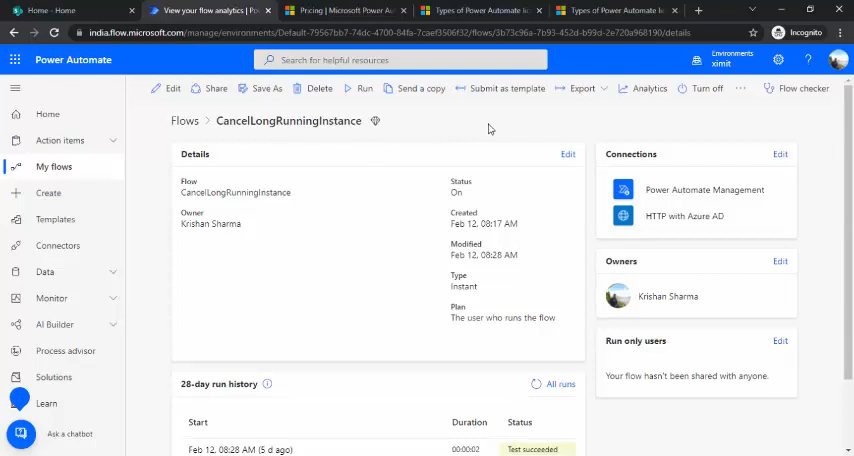 Home - Home
View your flow analytics | Po
Pricing | Microsoft Power Aut
Types of Power Automate lic
Types of Power Automate lic
india.flow.microsoft.com/manage/environments/Default-79567bb7-74dc-4700-84fa-7caef3506f32/flows/3b73c96a-7b93-452d-b99d-2e720a968190/details
Incognito
Power Automate
Search for helpful resources
Environments
ximit
Edit
Share
Save As
Delete
Run
Send a copy
Submit as template
Export
Analytics
Turn off
Flow checker
Home
Action items
My flows
Create
Templates
Connectors
Data
Monitor
AI Builder
Process advisor
Solutions
Learn
Ask a chatbot
Flows > CancelLongRunningInstance
Details
Edit
Flow
CancelLongRunningInstance
Owner
Krishan Sharma
Status
On
Created
Feb 12, 08:17 AM
Modified
Feb 12, 08:28 AM
Type
Instant
Plan
The user who runs the flow
28-day run history
All runs
Start
Duration
Status
Feb 12, 08:28 AM (5 d ago)
00:00:02
Test succeeded
Connections
Edit
Power Automate Management
HTTP with Azure AD
Owners
Edit
Krishan Sharma
Run only users
Edit
Your flow hasn't been shared with anyone.